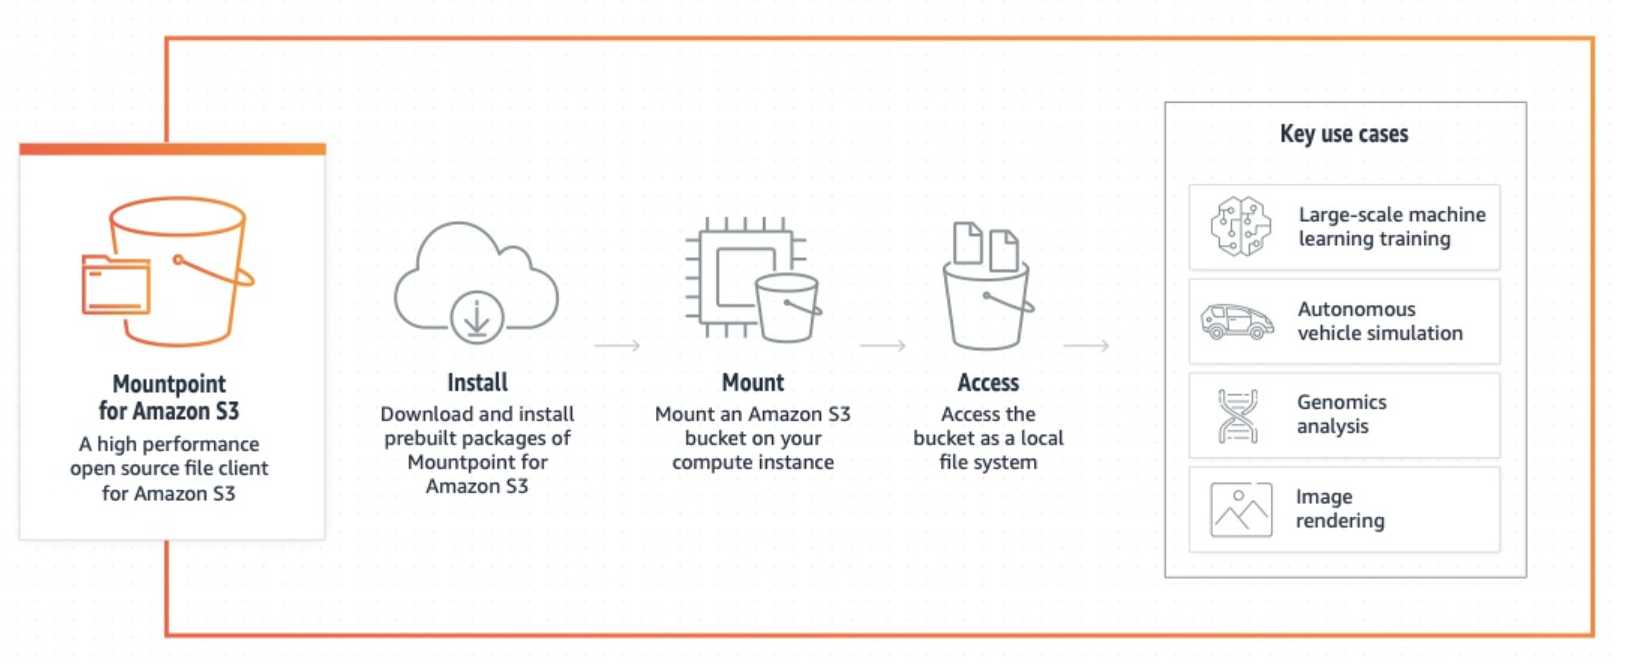 Mountpoint
for Amazon S3
A high performance
open source file client
for Amazon S3
Install
Download and install
prebuilt packages of
Mountpoint for
Amazon S3
Mount
Mount an Amazon S3
bucket on your
compute instance
Access
Access the
bucket as a local
file system
Key use cases
Large-scale machine
learning training
Autonomous
vehicle simulation
Genomics
analysis
Image
rendering